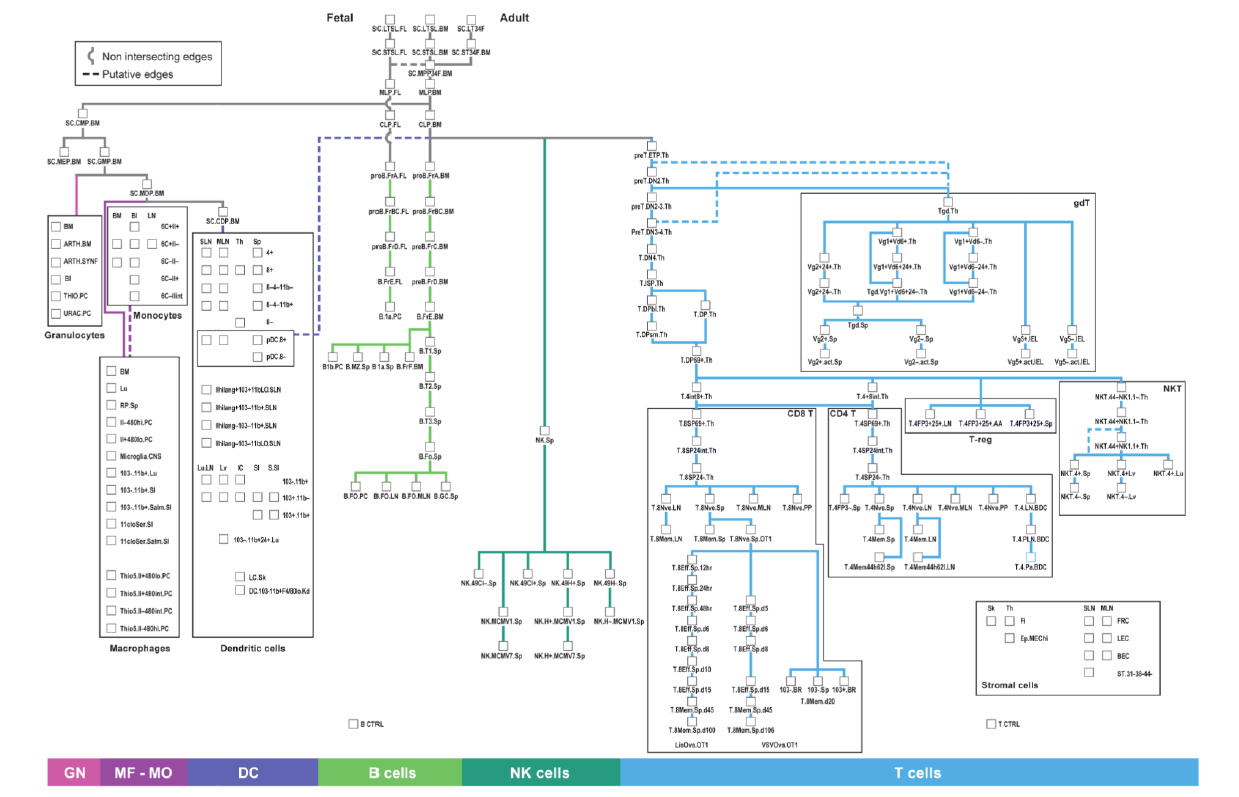 Fetal
Adult
SC.LTSL.FL
SC.LTSL.BM
SC.LT34F
SC.STSL.FL
SC.STSL.BM
SC.ST34F.BM
Non intersecting edges
Putative edges
SC.MPP34F.BM
MLP.FL
MLP.BM
SC.CMP.BM
CLP.FL
CLP.BM
SC.MEP.BM
SC.GMP.BM
SC.MDP.BM
SC.CDP.BM
BM
ARTH.BM
ARTH.SYNF
BI
THIO.PC
URAC.PC
Granulocytes
BM
BI
LN
6C+II+
6C+II–
6C–II–
6C–II+
6C–IIint
Monocytes
SLN
MLN
Th
Sp
4+
8+
8–4–11b–
8–4–11b+
8–
pDC.8+
pDC.8–
IIhilang+103+11bLO.SLN
IIhilang+103–11b+.SLN
IIhilang–103–11b+.SLN
IIhilang–103–11bLO.SLN
Lu.LN
Lv
IC
SI
S.SI
103-.11b+
103+.11b–
103+.11b+
103–.11b+24+.Lu
LC.Sk
DC.103-11b+F4/80lo.Kd
Dendritic cells
BM
Lu
RP.Sp
II–480hi.PC
II+480lo.PC
Microglia.CNS
103-.11b+.Lu
103-.11b+.SI
103-.11b+.Salm.SI
11cloSer.SI
11cloSer.Salm.SI
Thio5.II+480lo.PC
Thio5.II+480int.PC
Thio5.II–480int.PC
Thio5.II-480hi.PC
Macrophages
proB.FrA.FL
proB.FrA.BM
proB.FrBC.FL
proB.FrBC.BM
preB.FrD.FL
preB.FrC.BM
B.FrE.FL
preB.FrD.BM
B.1a.PC
B.FrE.BM
B1b.PC
B.MZ.Sp
B.1a.Sp
B.FrF.BM
B.T1.Sp
B.T2.Sp
B.T3.Sp
B.Fo.Sp
B.FO.PC
B.FO.LN
B.FO.MLN
B.GC.Sp
B CTRL
NK.Sp
NK.49CI–.Sp
NK.49CI+.Sp
NK.49H+.Sp
NK.49H-.Sp
NK.MCMV1.Sp
NK.H+.MCMV1.Sp
NK.H–.MCMV1.Sp
NK.MCMV7.Sp
NK.H+.MCMV7.Sp
preT.ETP.Th
preT.DN2.Th
preT.DN2-3.Th
PreT.DN3-4.Th
T.DN4.Th
T.ISP.Th
T.DPbl.Th
T.DP.Th
T.DPsm.Th
T.DP69+.Th
gdT
Tgd.Th
Vg2+24+.Th
Vg2+24–.Th
Vg1+Vd6+.Th
Vg1+Vd6+24+.Th
Tgd.Vg1+Vd6+24–.Th
Vg1+Vd6–.Th
Vg1+Vd6–24+.Th
Vg1+Vd6–24–.Th
Tgd.Sp
Vg2+.Sp
Vg2–.Sp
Vg5+.IEL
Vg5–.IEL
Vg2+.act.Sp
Vg2–.act.Sp
Vg5+.act.IEL
Vg5–.act.IEL
T.4int8+.Th
T.4+8int.Th
CD8 T
CD4 T
T.8SP69+.Th
T.8SP24int.Th
T.8SP24-.Th
T.4SP69+.Th
T.4SP24int.Th
T.4SP24-.Th
T.4FP3+25+.LN
T.4FP3+25+.AA
T.4FP3+25+.Sp
T-reg
NKT
NKT.44–NK1.1–.Th
NKT.44+NK1.1–.Th
NKT.44+NK1.1+.Th
NKT.4+.Sp
NKT.4+Lv
NKT.4+.Lu
NKT.4–.Sp
NKT.4–.Lv
T.8Nve.LN
T.8Nve.Sp
T.8Nve.MLN
T.8Nve.PP
T.8Mem.LN
T.8Mem.Sp
T.8Nve.Sp.OT1
T.4FP3–.Sp
T.4Nve.Sp
T.4Nve.LN
T.4Nve.MLN
T.4Nve.PP
T.4.LN.BDC
T.4Mem.Sp
T.4Mem.LN
T.4.PLN.BDC
T.4Mem44h62l.Sp
T.4Mem44h62l.LN
T.4.Pa.BDC
T.8Eff.Sp.12hr
T.8Eff.Sp.24hr
T.8Eff.Sp.48hr
T.8Eff.Sp.d6
T.8Eff.Sp.d8
T.8Eff.Sp.d10
T.8Eff.Sp.d15
T.8Mem.Sp.d45
T.8Mem.Sp.d100
LisOva.OT1
T.8Eff.Sp.d5
T.8Eff.Sp.d6
T.8Eff.Sp.d8
T.8Eff.Sp.d15
T.8Mem.Sp.d45
T.8Mem.Sp.d106
VSVOva.OT1
103-.BR
103-.Sp
103+.BR
T.8Mem.d20
Sk
Th
SLN
MLN
Fi
FRC
Ep.MEChi
LEC
BEC
ST.31-38-44-
Stromal cells
T CTRL
GN
MF - MO
DC
B cells
NK cells
T cells